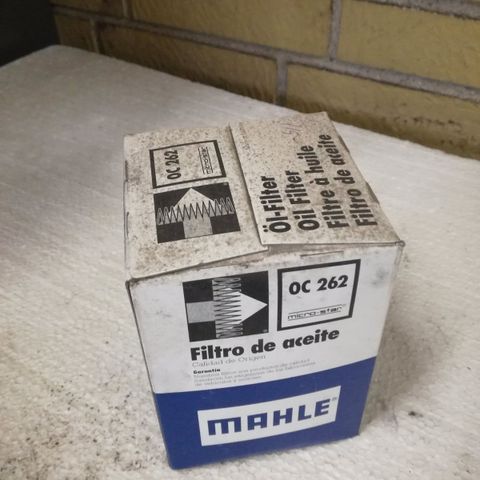 OC 262
micro-star
Öl-Filter
Oil Filter
Filtre à huile
Filtro de aceite
OC 262
micro-star
Filtro de aceite
Calidad de Origen
Garantía
MAHLE